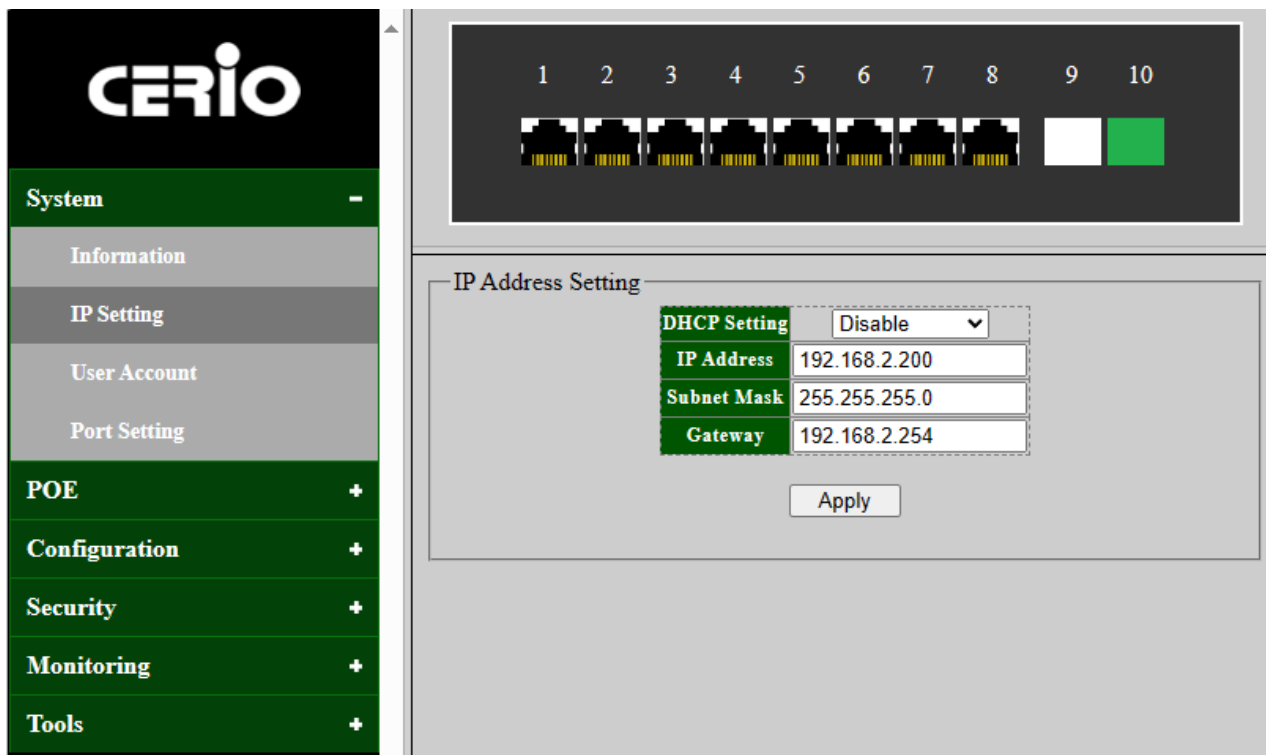 CERIO
System
Information
IP Setting
User Account
Port Setting
POE
Configuration
Security
Monitoring
Tools
1 2 3 4 5 6 7 8 9 10
IP Address Setting
DHCP Setting Disable
IP Address 192.168.2.200
Subnet Mask 255.255.255.0
Gateway 192.168.2.254
Apply